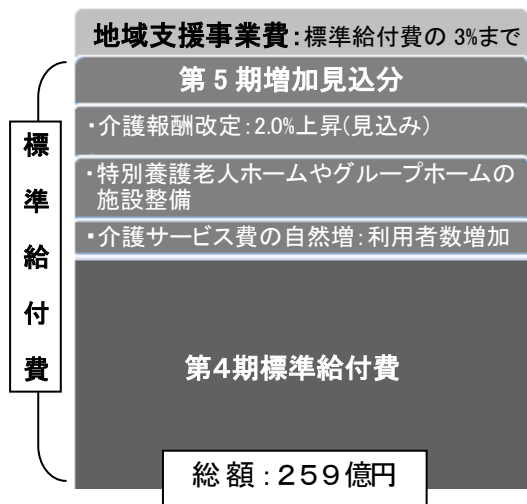 地域支援事業費:標準給付費の 3%まで
第 5 期増加見込分
・介護報酬改定:2.0%上昇(見込み)
・特別養護老人ホームやグループホームの
施設整備
・介護サービス費の自然増:利用者数増加
標準給付費
第4期標準給付費
総 額 :259億円